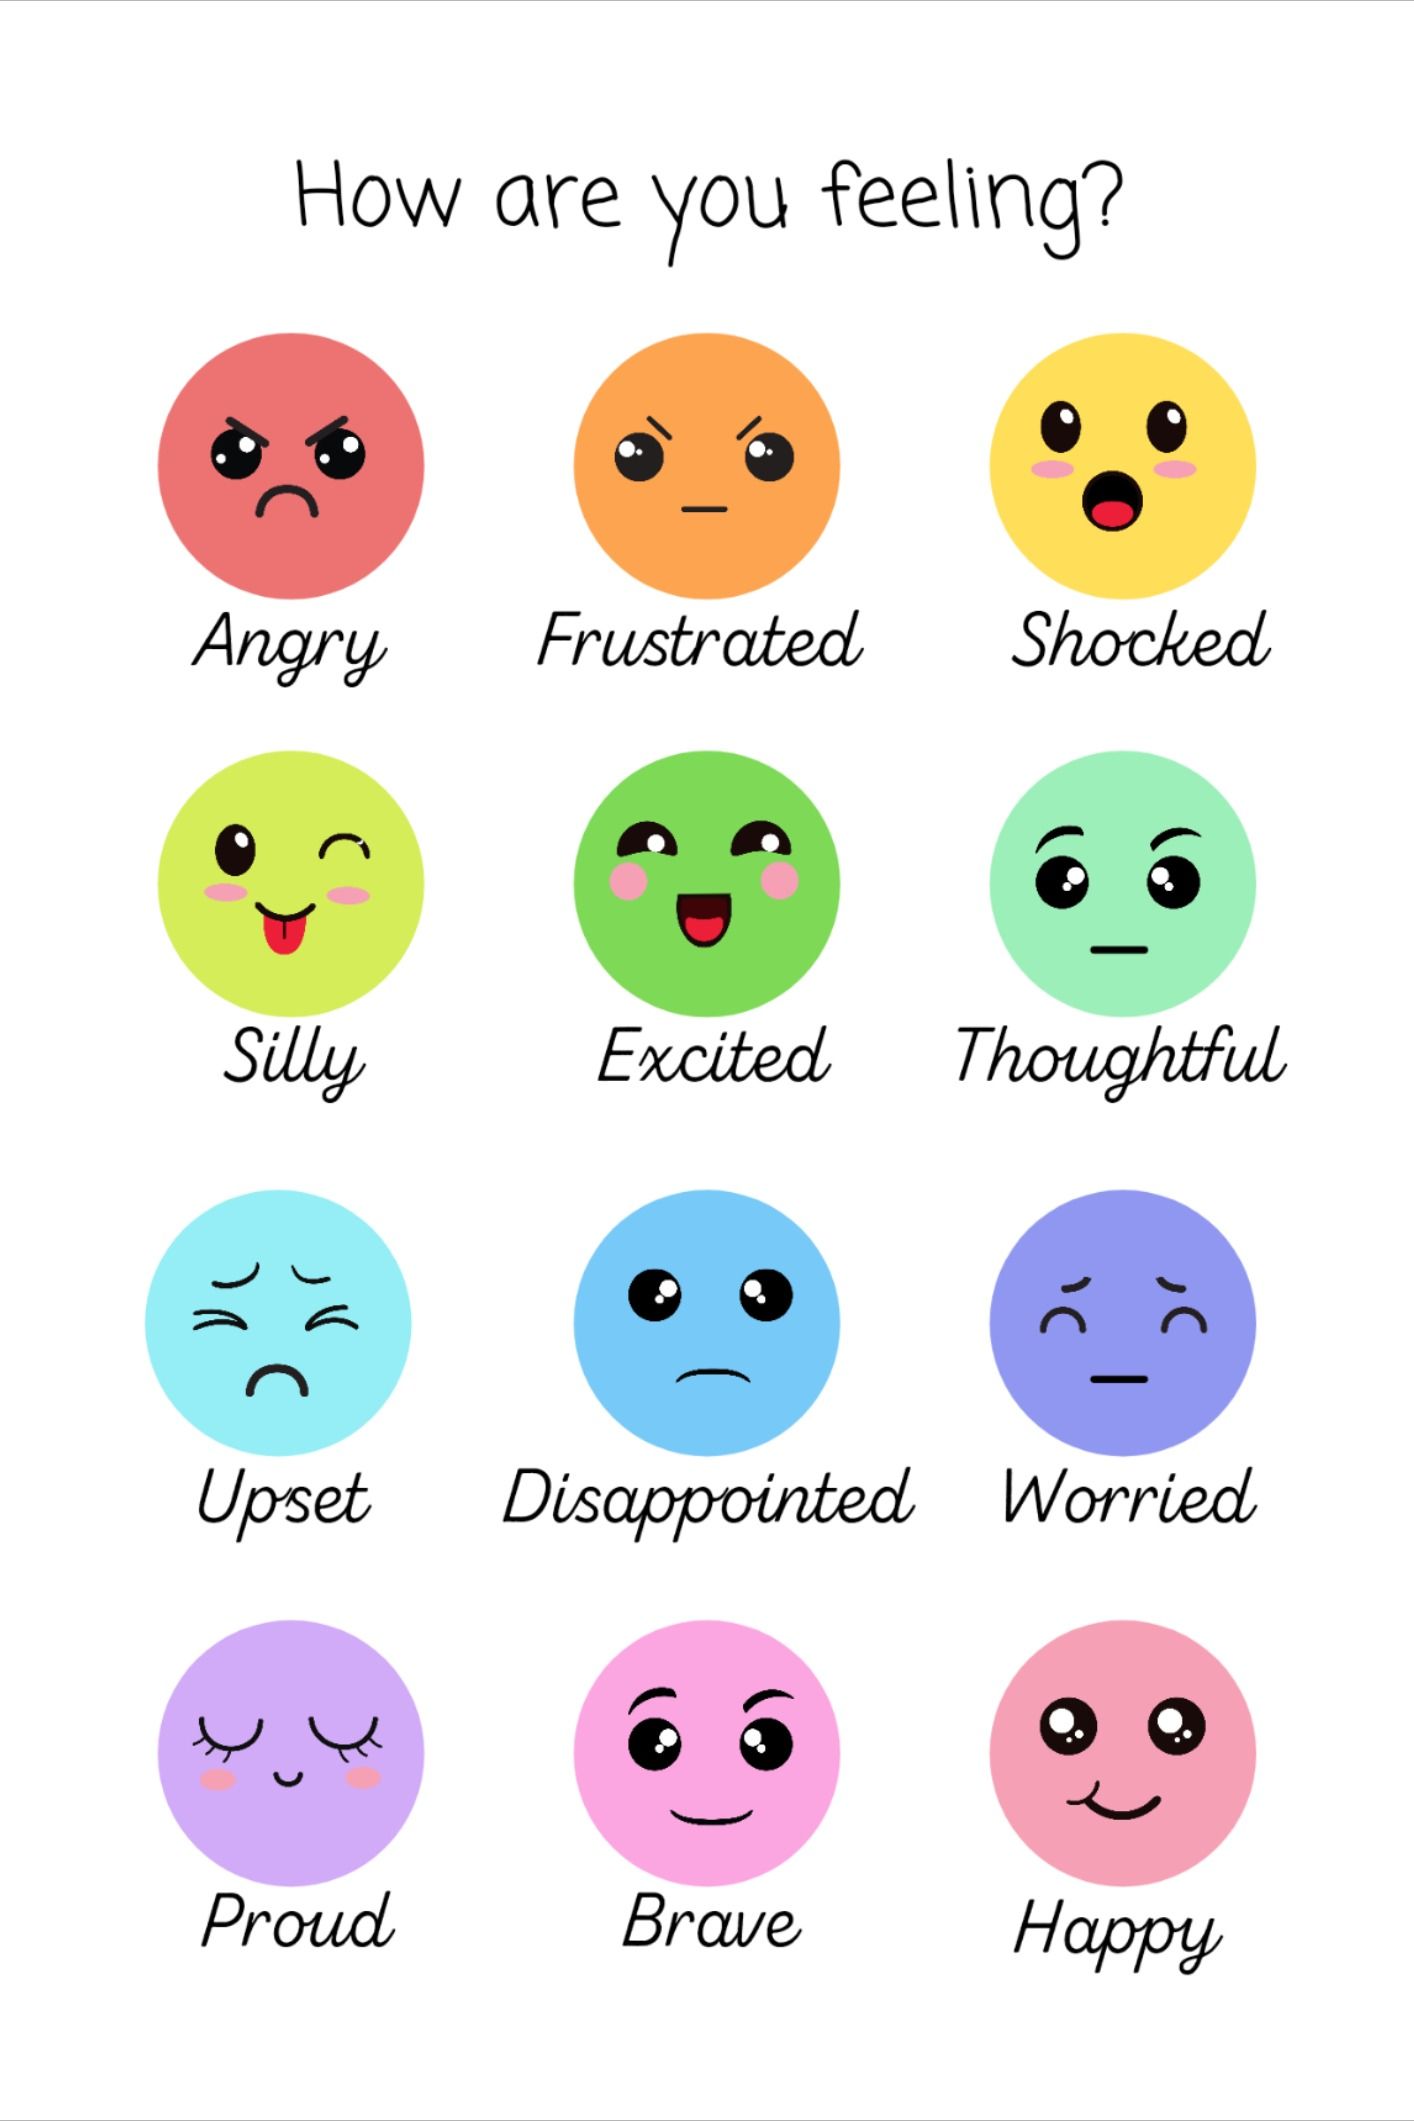 How are you feeling?
Angry Frustrated Shocked
Silly Excited Thoughtful
Upset Disappointed Worried
Proud Brave Happy